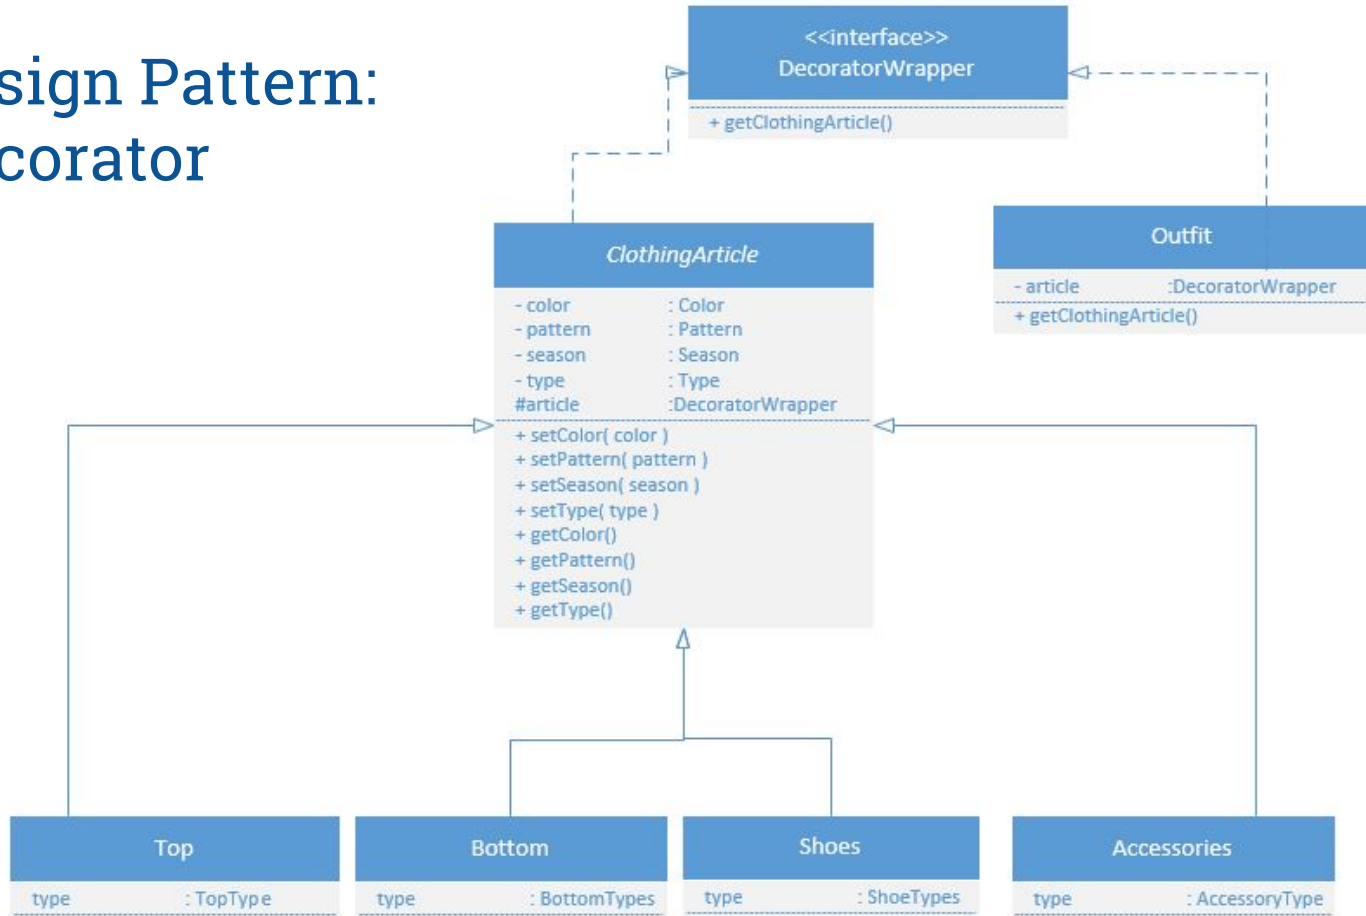 sign Pattern:
corator
<<interface>>
DecoratorWrapper
+ getClothingArticle()
ClothingArticle
- color : Color
- pattern : Pattern
- season : Season
- type : Type
#article :DecoratorWrapper
+ setColor( color )
+ setPattern( pattern )
+ setSeason( season )
+ setType( type )
+ getColor()
+ getPattern()
+ getSeason()
+ getType()
Outfit
- article :DecoratorWrapper
+ getClothingArticle()
Top
type : TopType
Bottom
type : BottomTypes
Shoes
type : ShoeTypes
Accessories
type : AccessoryType